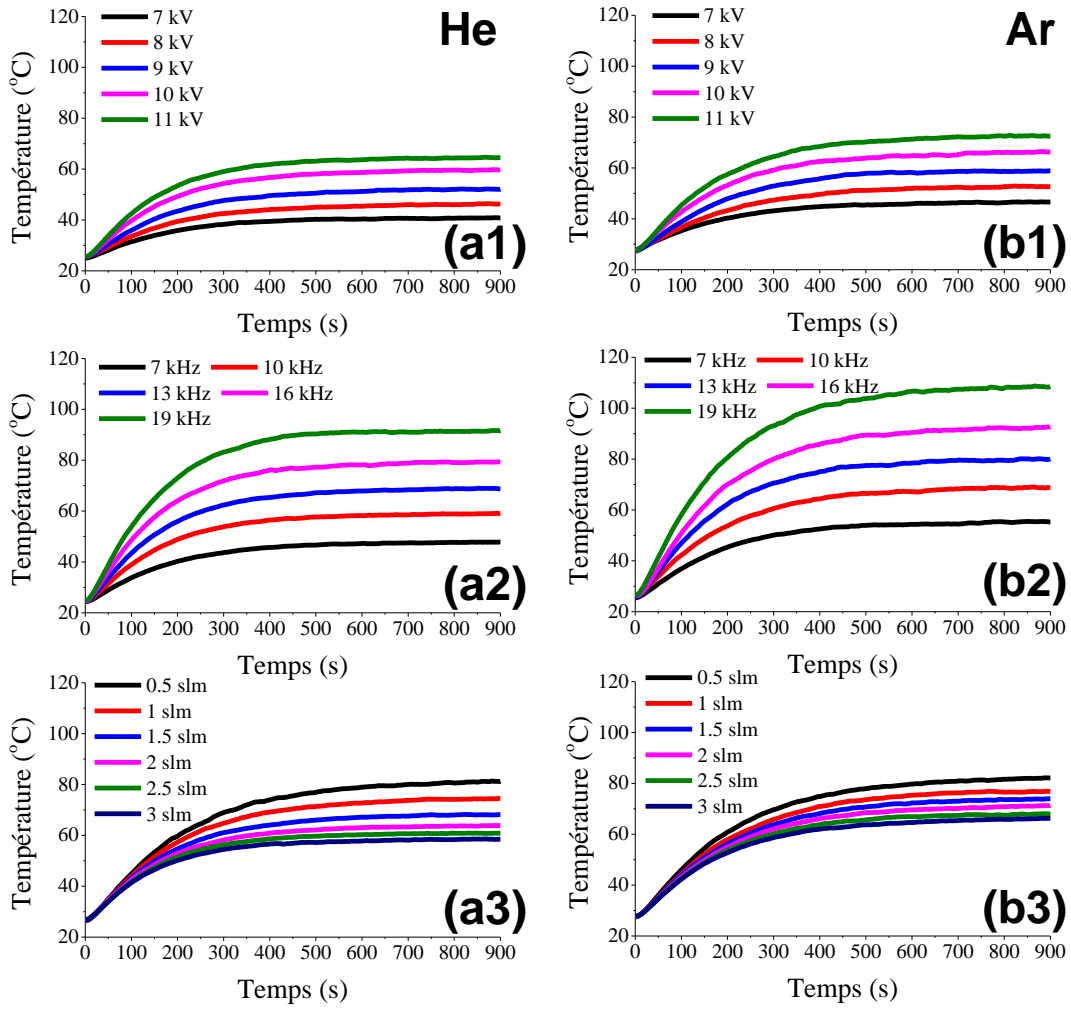 He
120
100
80
60
40
20
Température (°C)
7 kV
8 kV
9 kV
10 kV
11 kV
(a1)
0 100 200 300 400 500 600 700 800 900
Temps (s)
Ar
120
100
80
60
40
20
Température (°C)
7 kV
8 kV
9 kV
10 kV
11 kV
(b1)
0 100 200 300 400 500 600 700 800 900
Temps (s)
120
100
80
60
40
20
Température (°C)
7 kHz 10 kHz
13 kHz 16 kHz
19 kHz
(a2)
0 100 200 300 400 500 600 700 800 900
Temps (s)
120
100
80
60
40
20
Température (°C)
7 kHz 10 kHz
13 kHz 16 kHz
19 kHz
(b2)
0 100 200 300 400 500 600 700 800 900
Temps (s)
120
100
80
60
40
20
Température (°C)
0.5 slm
1 slm
1.5 slm
2 slm
2.5 slm
3 slm
(a3)
0 100 200 300 400 500 600 700 800 900
Temps (s)
120
100
80
60
40
20
Température (°C)
0.5 slm
1 slm
1.5 slm
2 slm
2.5 slm
3 slm
(b3)
0 100 200 300 400 500 600 700 800 900
Temps (s)